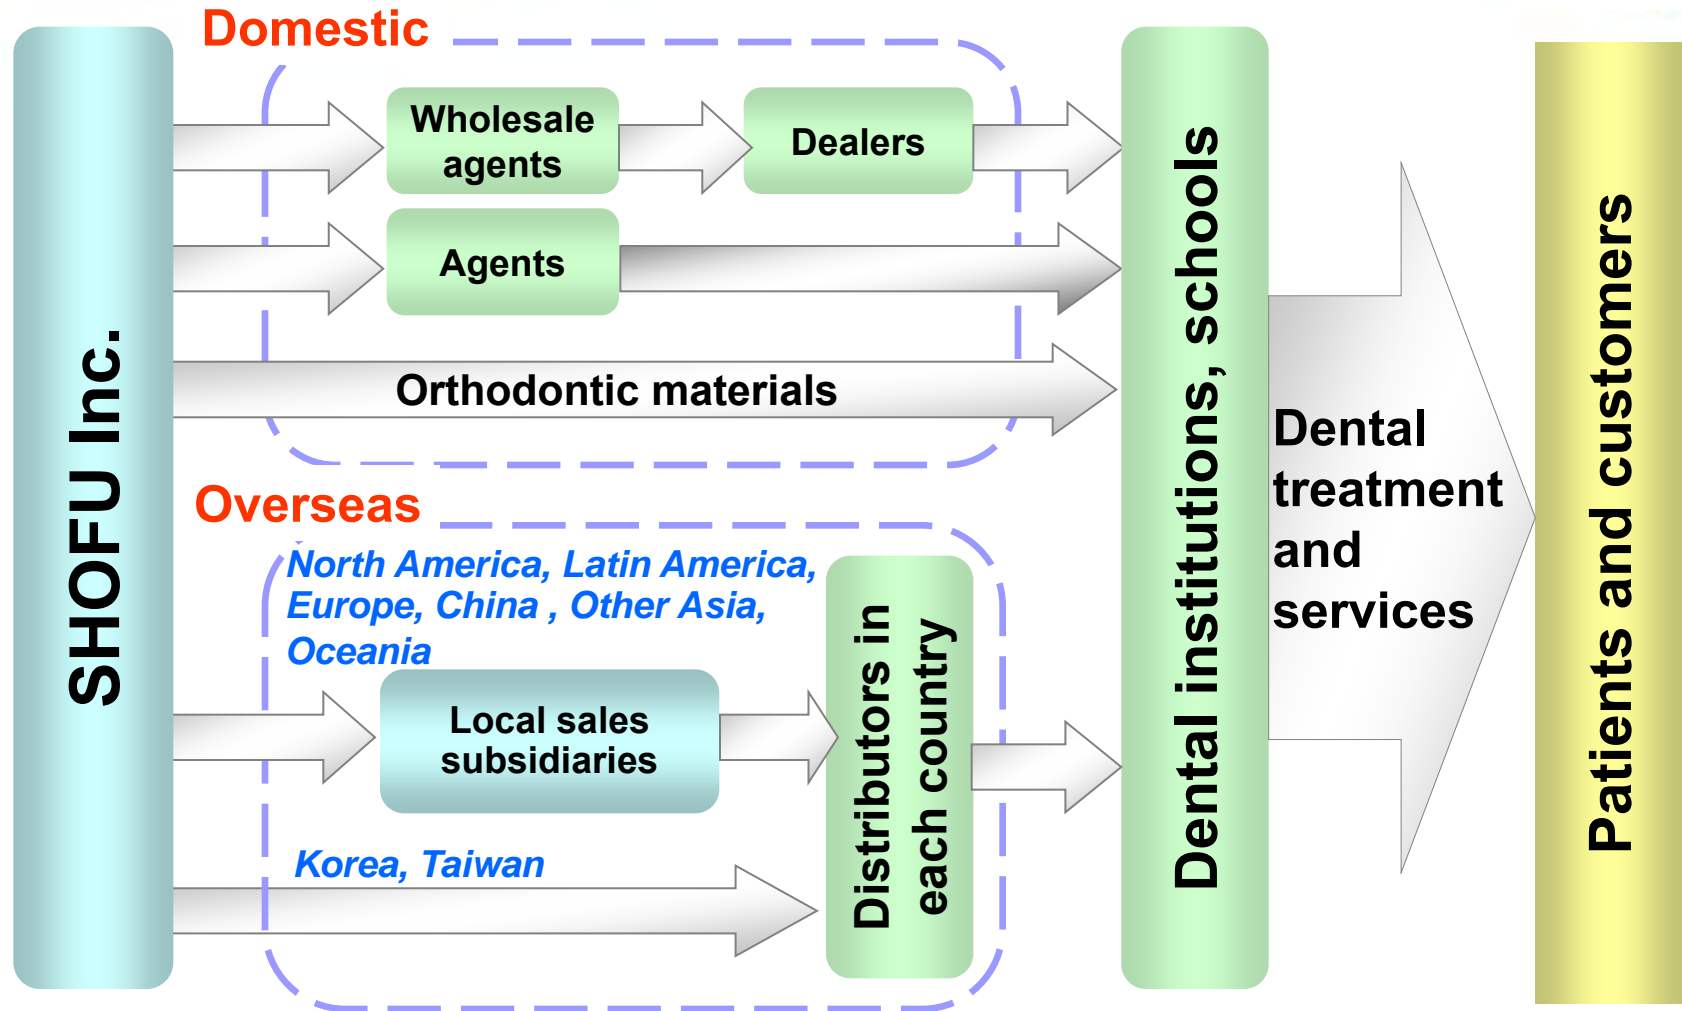 Domestic
SHOFU Inc.
Wholesale
agents
Dealers
Agents
Orthodontic materials
Overseas
North America, Latin America,
Europe, China , Other Asia,
Oceania
Local sales
subsidiaries
Korea, Taiwan
Distributors in
each country
Dental institutions, schools
Dental
treatment
and
services
Patients and customers